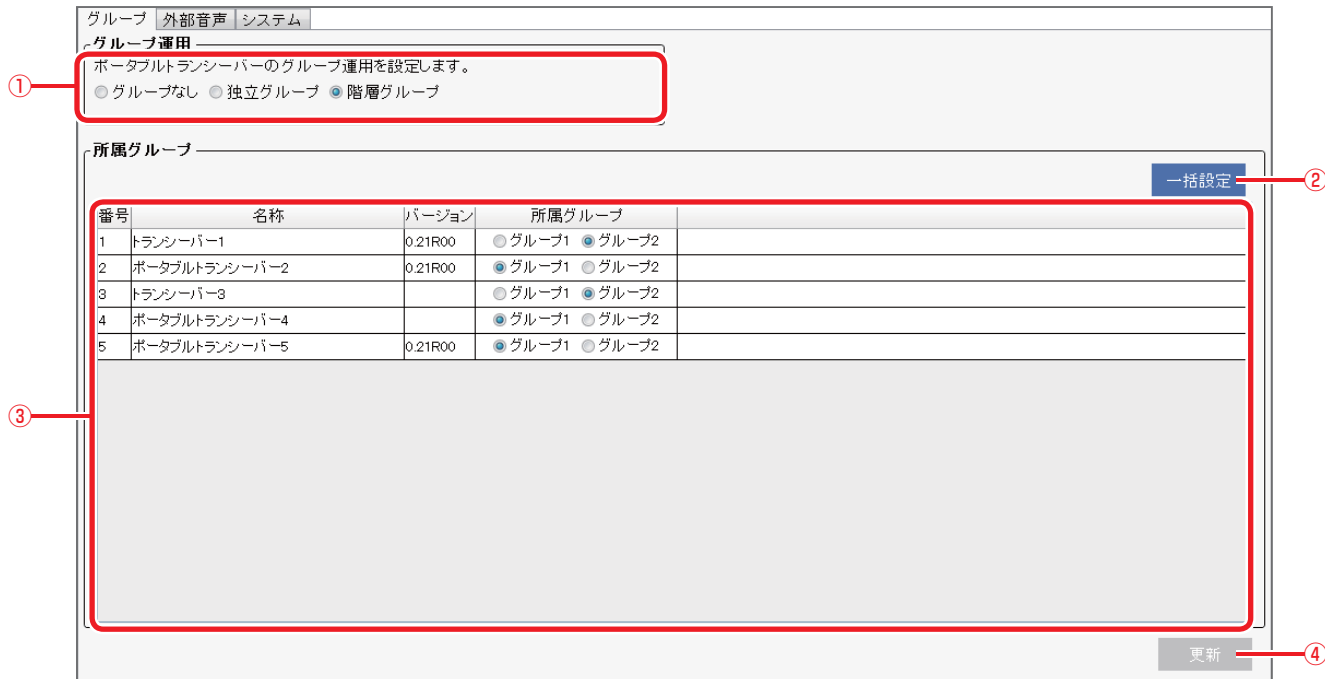 グループ 外部音声 システム
グループ運用
① ポータブルトランシーバーのグループ運用を設定します。
グループなし 独立グループ 階層グループ
所属グループ
一括設定 ②
番号 名称 バージョン 所属グループ
1 トランシーバー1 0.21R00 グループ1 グループ2
2 ポータブルトランシーバー2 0.21R00 グループ1 グループ2
3 トランシーバー3 グループ1 グループ2
4 ポータブルトランシーバー4 グループ1 グループ2
5 ポータブルトランシーバー5 0.21R00 グループ1 グループ2
③
更新 ④